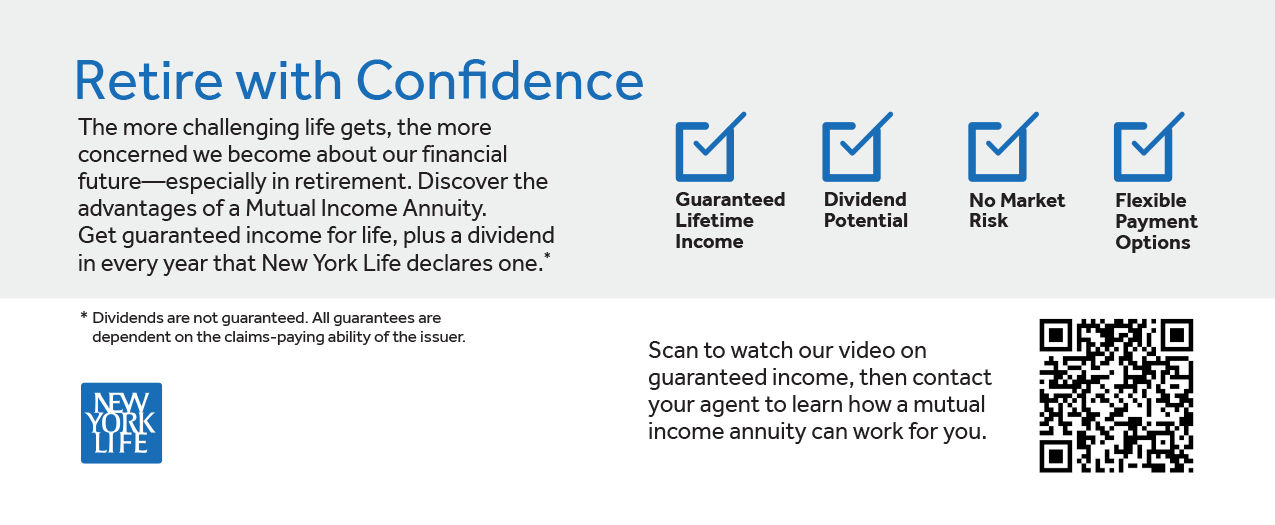 Retire with Confidence
The more challenging life gets, the more
concerned we become about our financial
future—especially in retirement. Discover the
advantages of a Mutual Income Annuity.
Get guaranteed income for life, plus a dividend
in every year that New York Life declares one.*
Guaranteed
Lifetime
Income
Dividend
Potential
No Market
Risk
Flexible
Payment
Options
* Dividends are not guaranteed. All guarantees are
dependent on the claims-paying ability of the issuer.
NEW
YORK
LIFE
Scan to watch our video on
guaranteed income, then contact
your agent to learn how a mutual
income annuity can work for you.